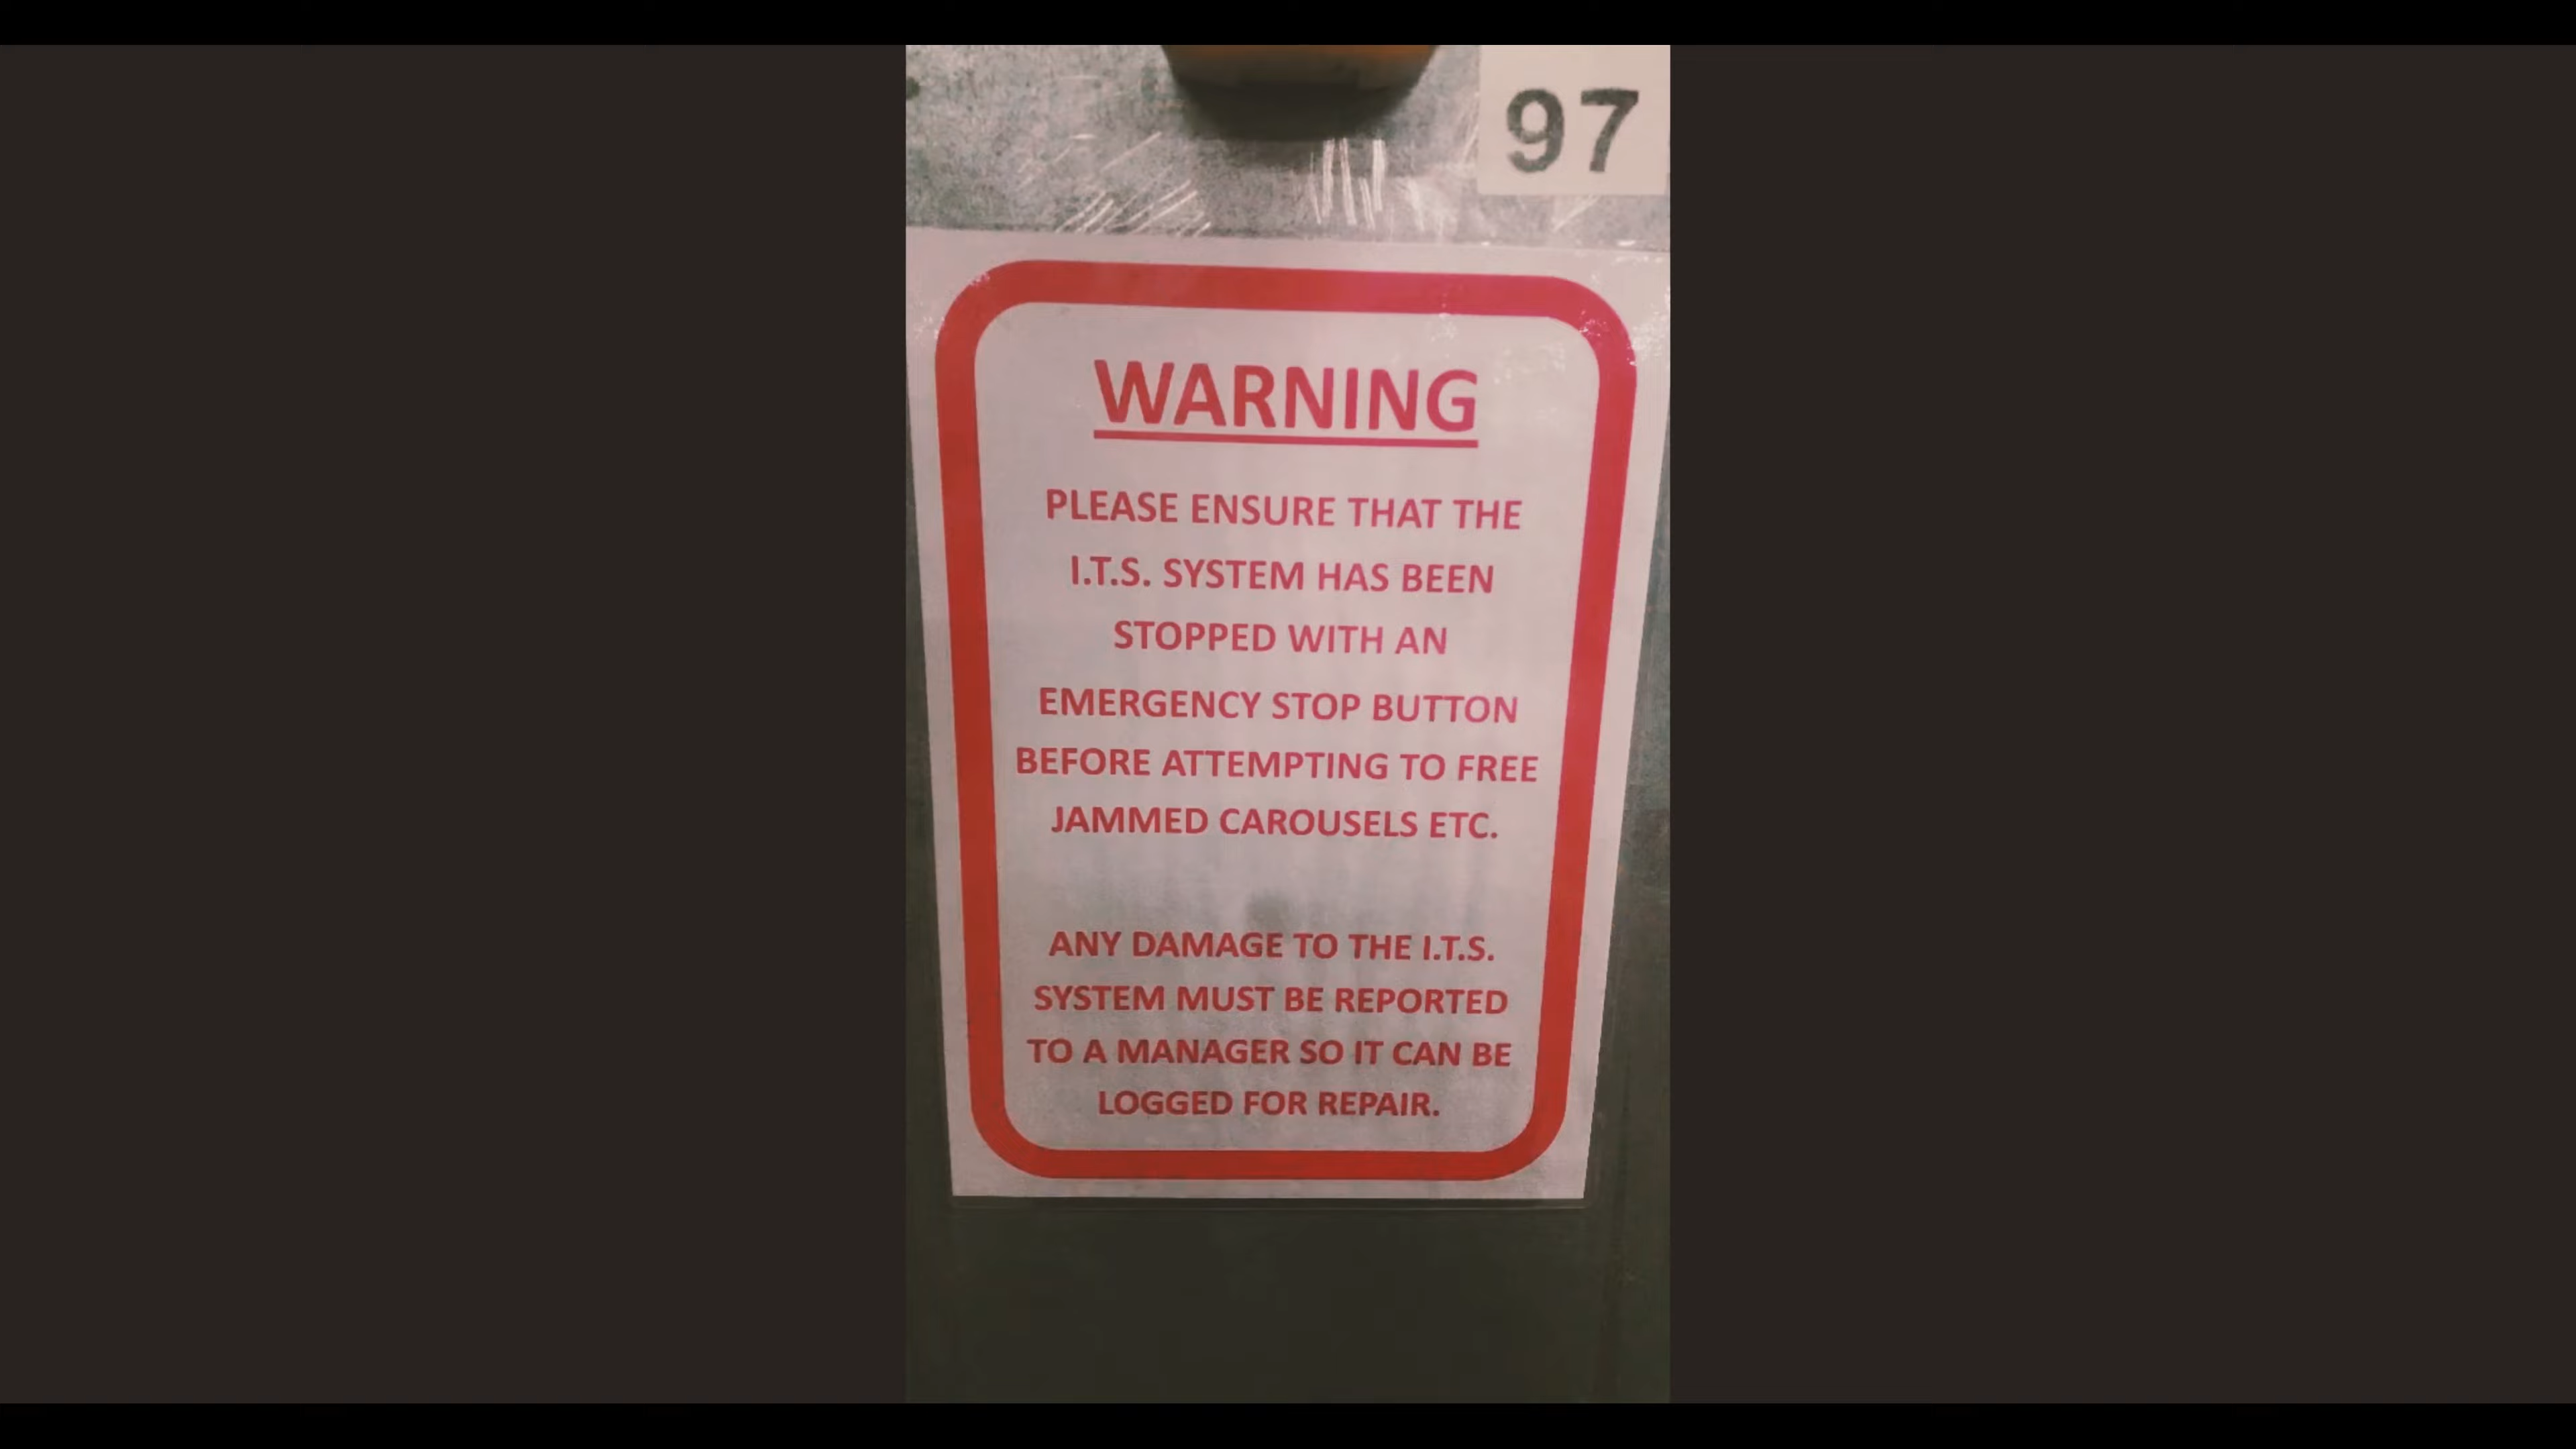 97
WARNING
PLEASE ENSURE THAT THE
I.T.S. SYSTEM HAS BEEN
STOPPED WITH AN
EMERGENCY STOP BUTTON
BEFORE ATTEMPTING TO FREE
JAMMED CAROUSELS ETC.
ANY DAMAGE TO THE I.T.S.
SYSTEM MUST BE REPORTED
TO A MANAGER SO IT CAN BE
LOGGED FOR REPAIR.